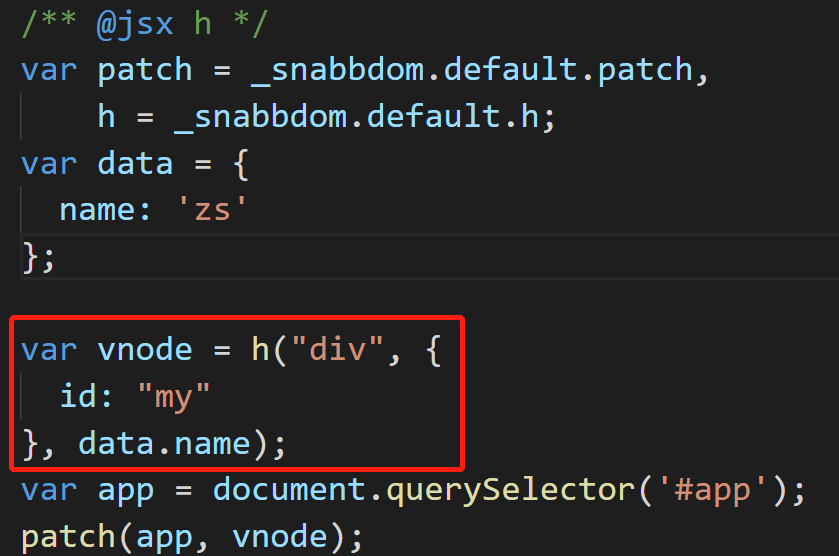 /** @jsx h */
var patch = _snabbdom.default.patch,
    h = _snabbdom.default.h;
var data = {
  name: 'zs'
};
var vnode = h("div", {
  id: "my"
}, data.name);
var app = document.querySelector('#app');
patch(app, vnode);